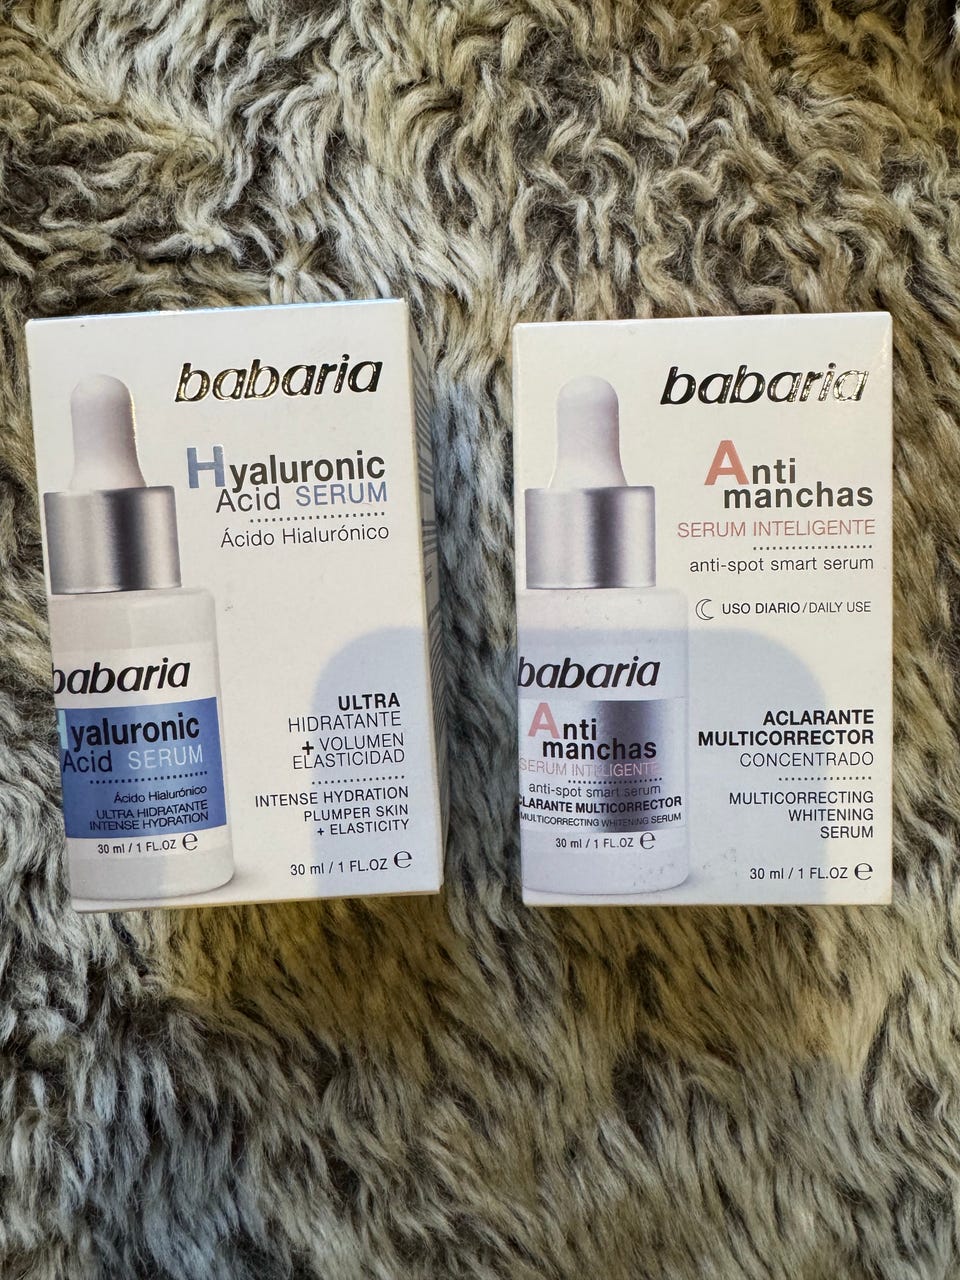 babaria
Hyaluronic
Acid SERUM
Ácido Hialurónico
babaria
Hyaluronic
Acid SERUM
Ácido Hialurónico
ULTRA HIDRATANTE
INTENSE HYDRATION
30 ml / 1 FL.OZ ℮
ULTRA
HIDRATANTE
+ VOLUMEN
ELASTICIDAD
INTENSE HYDRATION
PLUMPER SKIN
+ ELASTICITY
30 ml / 1 FL.OZ ℮
babaria
Anti
manchas
SERUM INTELIGENTE
anti-spot smart serum
USO DIARIO/DAILY USE
babaria
Anti
manchas
SERUM INTELIGENTE
anti-spot smart serum
CLARANTE MULTICORRECTOR
MULTICORRECTING WHITENING SERUM
30 ml / 1 FL.OZ ℮
ACLARANTE
MULTICORRECTOR
CONCENTRADO
MULTICORRECTING
WHITENING
SERUM
30 ml / 1 FL.OZ ℮